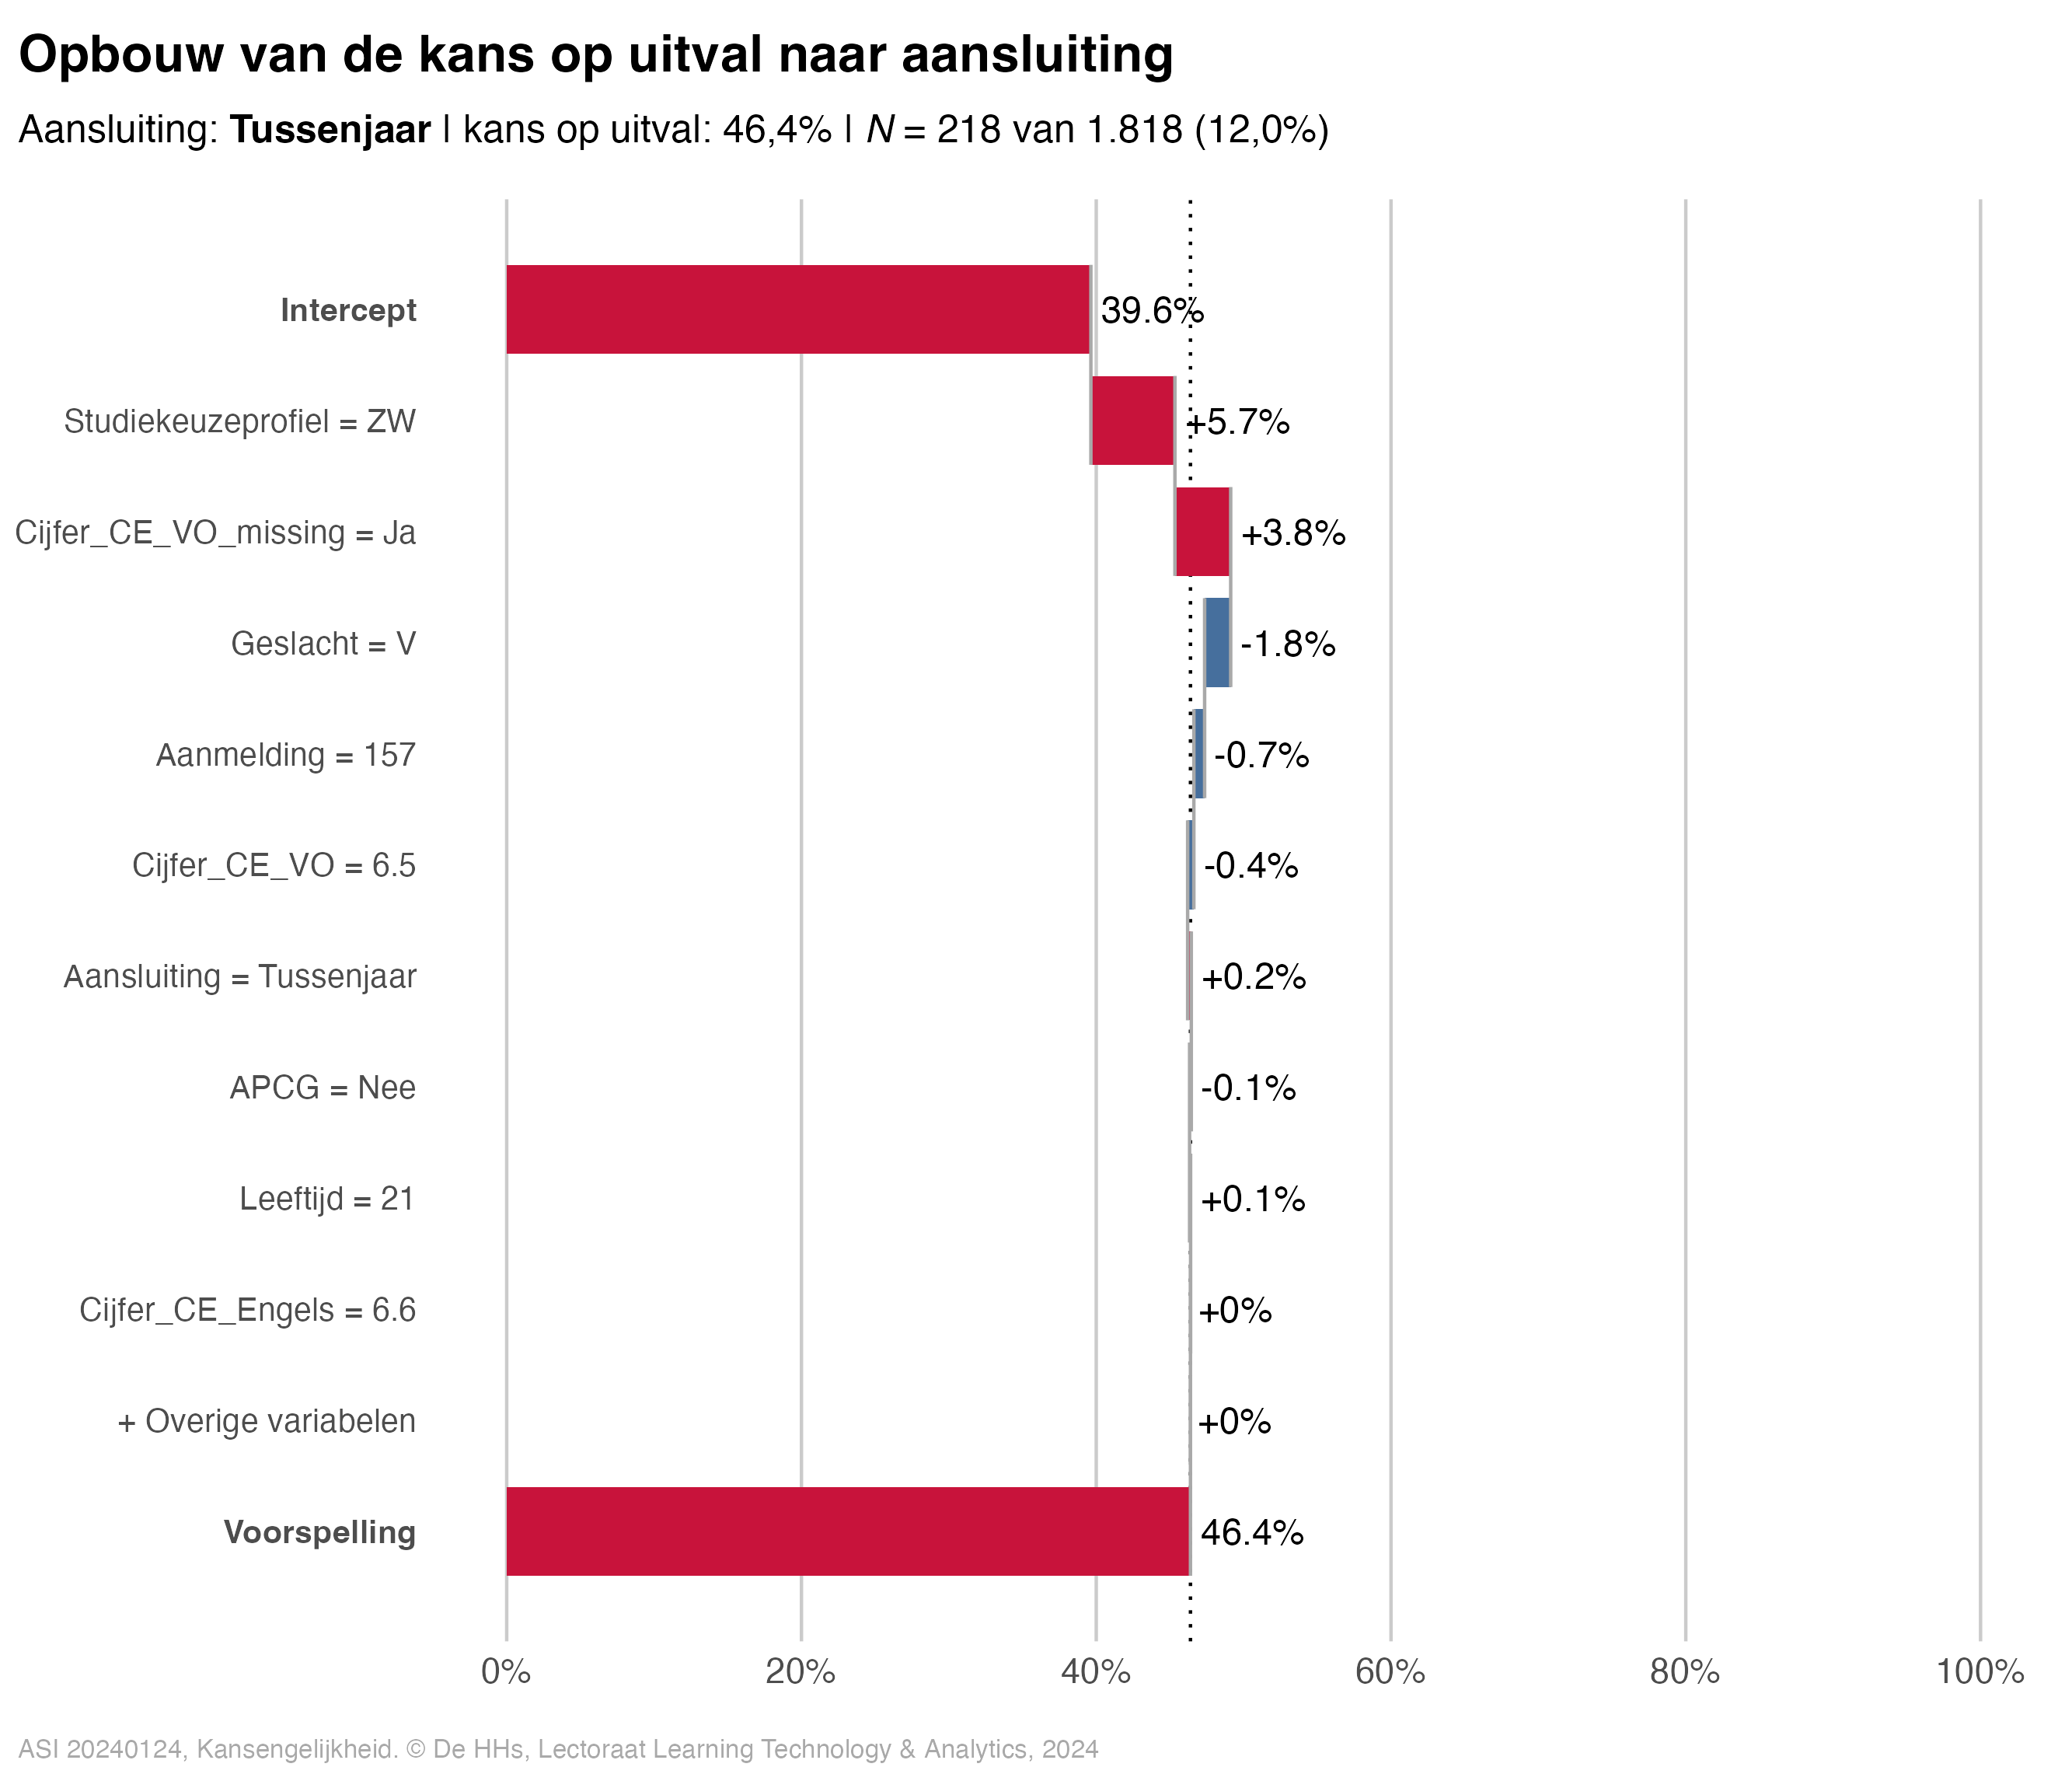 Opbouw van de kans op uitval naar aansluiting
Aansluiting: Tussenjaar | kans op uitval: 46,4% | N = 218 van 1.818 (12,0%)
Intercept 39.6%
Studiekeuzeprofiel = ZW +5.7%
Cijfer_CE_VO_missing = Ja +3.8%
Geslacht = V -1.8%
Aanmelding = 157 -0.7%
Cijfer_CE_VO = 6.5 -0.4%
Aansluiting = Tussenjaar +0.2%
APCG = Nee -0.1%
Leeftijd = 21 +0.1%
Cijfer_CE_Engels = 6.6 +0%
+ Overige variabelen +0%
Voorspelling 46.4%
0% 20% 40% 60% 80% 100%
ASI 20240124, Kansengelijkheid. © De HHs, Lectoraat Learning Technology & Analytics, 2024